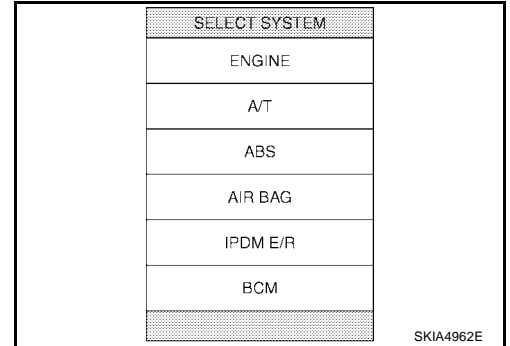 SELECT SYSTEM
ENGINE
A/T
ABS
AIR BAG
IPDM E/R
BCM
SKIA4962E